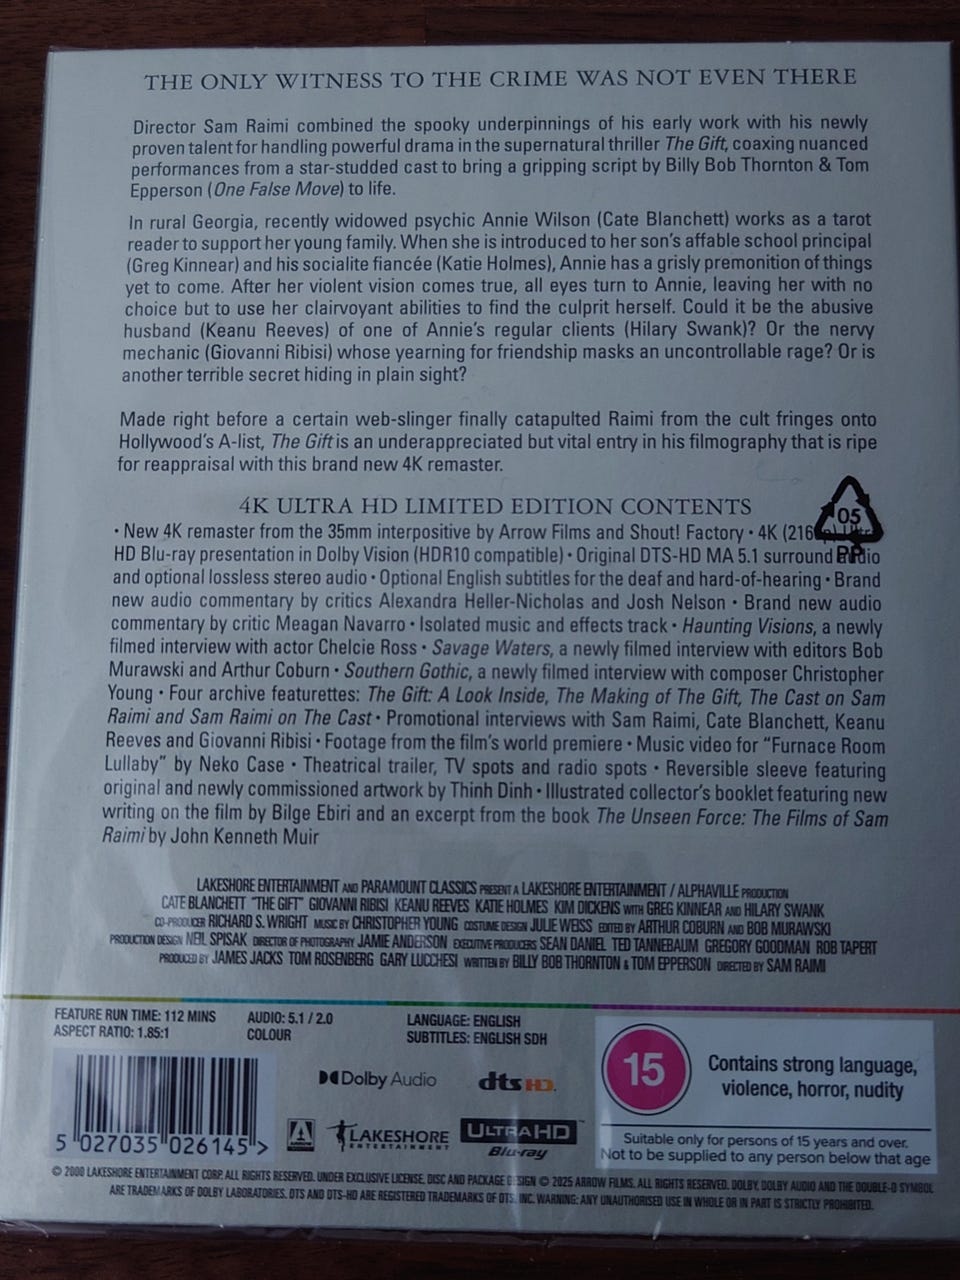 THE ONLY WITNESS TO THE CRIME WAS NOT EVEN THERE
Director Sam Raimi combined the spooky underpinnings of his early work with his newly
proven talent for handling powerful drama in the supernatural thriller The Gift, coaxing nuanced
performances from a star-studded cast to bring a gripping script by Billy Bob Thornton & Tom
Epperson (One False Move) to life.
In rural Georgia, recently widowed psychic Annie Wilson (Cate Blanchett) works as a tarot
reader to support her young family. When she is introduced to her son's affable school principal
(Greg Kinnear) and his socialite fiancée (Katie Holmes), Annie has a grisly premonition of things
yet to come. After her violent vision comes true, all eyes turn to Annie, leaving her with no
choice but to use her clairvoyant abilities to find the culprit herself. Could it be the abusive
husband (Keanu Reeves) of one of Annie's regular clients (Hilary Swank)? Or the nervy
mechanic (Giovanni Ribisi) whose yearning for friendship masks an uncontrollable rage? Or is
another terrible secret hiding in plain sight?
Made right before a certain web-slinger finally catapulted Raimi from the cult fringes onto
Hollywood's A-list, The Gift is an underappreciated but vital entry in his filmography that is ripe
for reappraisal with this brand new 4K remaster.
4K ULTRA HD LIMITED EDITION CONTENTS
05
PP
• New 4K remaster from the 35mm interpositive by Arrow Films and Shout! Factory • 4K (2160p) Ultra
HD Blu-ray presentation in Dolby Vision (HDR10 compatible) • Original DTS-HD MA 5.1 surround audio
and optional lossless stereo audio • Optional English subtitles for the deaf and hard-of-hearing • Brand
new audio commentary by critics Alexandra Heller-Nicholas and Josh Nelson • Brand new audio
commentary by critic Meagan Navarro • Isolated music and effects track • Haunting Visions, a newly
filmed interview with actor Chelcie Ross • Savage Waters, a newly filmed interview with editors Bob
Murawski and Arthur Coburn • Southern Gothic, a newly filmed interview with composer Christopher
Young • Four archive featurettes: The Gift: A Look Inside, The Making of The Gift, The Cast on Sam
Raimi and Sam Raimi on The Cast • Promotional interviews with Sam Raimi, Cate Blanchett, Keanu
Reeves and Giovanni Ribisi • Footage from the film's world premiere • Music video for "Furnace Room
Lullaby" by Neko Case • Theatrical trailer, TV spots and radio spots • Reversible sleeve featuring
original and newly commissioned artwork by Thinh Dinh • Illustrated collector's booklet featuring new
writing on the film by Bilge Ebiri and an excerpt from the book The Unseen Force: The Films of Sam
Raimi by John Kenneth Muir
LAKESHORE ENTERTAINMENT AND PARAMOUNT CLASSICS PRESENT A LAKESHORE ENTERTAINMENT / ALPHAVILLE PRODUCTION
CATE BLANCHETT "THE GIFT" GIOVANNI RIBISI KEANU REEVES KATIE HOLMES KIM DICKENS WITH GREG KINNEAR AND HILARY SWANK
CO-PRODUCER RICHARD S. WRIGHT MUSIC BY CHRISTOPHER YOUNG COSTUME DESIGN JULIE WEISS EDITED BY ARTHUR COBURN AND BOB MURAWSKI
PRODUCTION DESIGN NEIL SPISAK DIRECTOR OF PHOTOGRAPHY JAMIE ANDERSON EXECUTIVE PRODUCERS SEAN DANIEL TED TANNEBAUM GREGORY GOODMAN ROB TAPERT
PRODUCED BY JAMES JACKS TOM ROSENBERG GARY LUCCHESI WRITTEN BY BILLY BOB THORNTON & TOM EPPERSON DIRECTED BY SAM RAIMI
FEATURE RUN TIME: 112 MINS
ASPECT RATIO: 1.85:1
AUDIO: 5.1 / 2.0
COLOUR
LANGUAGE: ENGLISH
SUBTITLES: ENGLISH SDH
15
Contains strong language,
violence, horror, nudity
Suitable only for persons of 15 years and over.
Not to be supplied to any person below that age
Dolby Audio
dts HD
5 027035 026145 >
ARROW
LAKESHORE
ENTERTAINMENT
ULTRA HD
Blu-ray
© 2000 LAKESHORE ENTERTAINMENT CORP. ALL RIGHTS RESERVED. UNDER EXCLUSIVE LICENSE, DISC AND PACKAGE DESIGN © 2025 ARROW FILMS. ALL RIGHTS RESERVED. DOLBY, DOLBY AUDIO AND THE DOUBLE-D SYMBOL
ARE TRADEMARKS OF DOLBY LABORATORIES. DTS AND DTS-HD ARE REGISTERED TRADEMARKS OF DTS, INC. WARNING: ANY UNAUTHORISED USE IN WHOLE OR IN PART IS STRICTLY PROHIBITED.